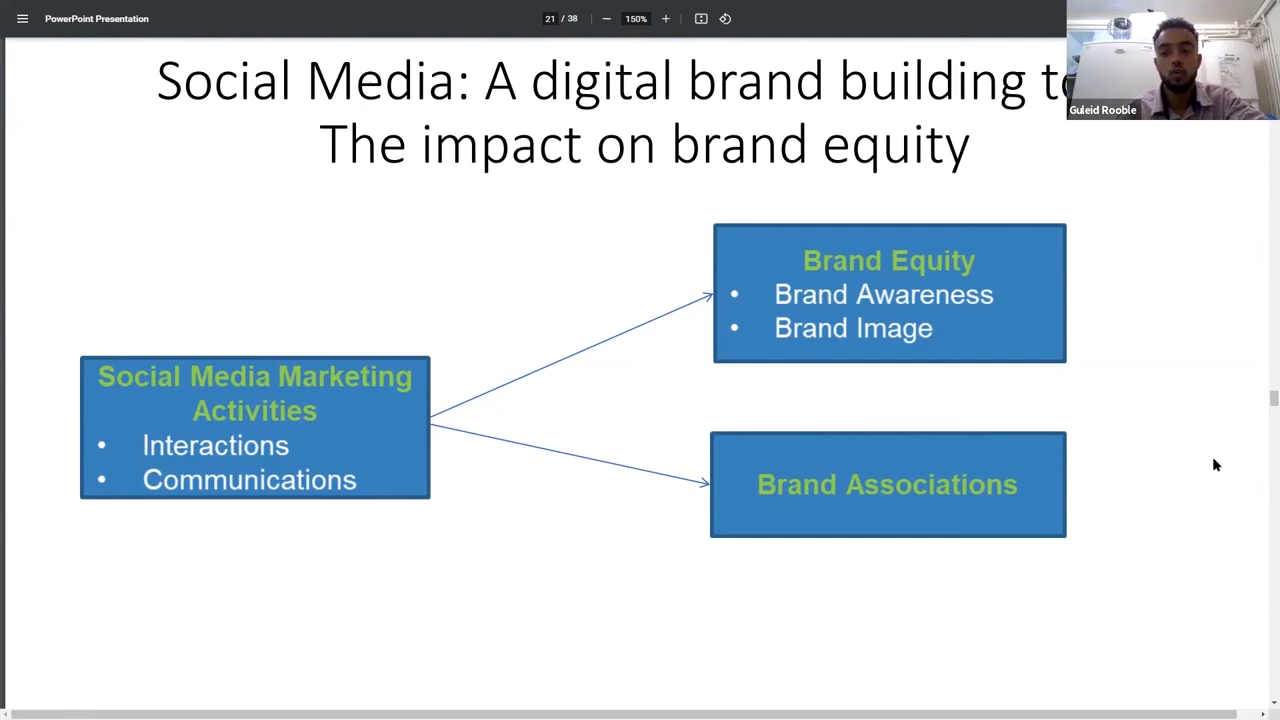 PowerPoint Presentation
21 / 38
150%
Social Media: A digital brand building
The impact on brand equity
Guleid Rooble
Brand Equity
• Brand Awareness
• Brand Image
Social Media Marketing
Activities
• Interactions
• Communications
Brand Associations